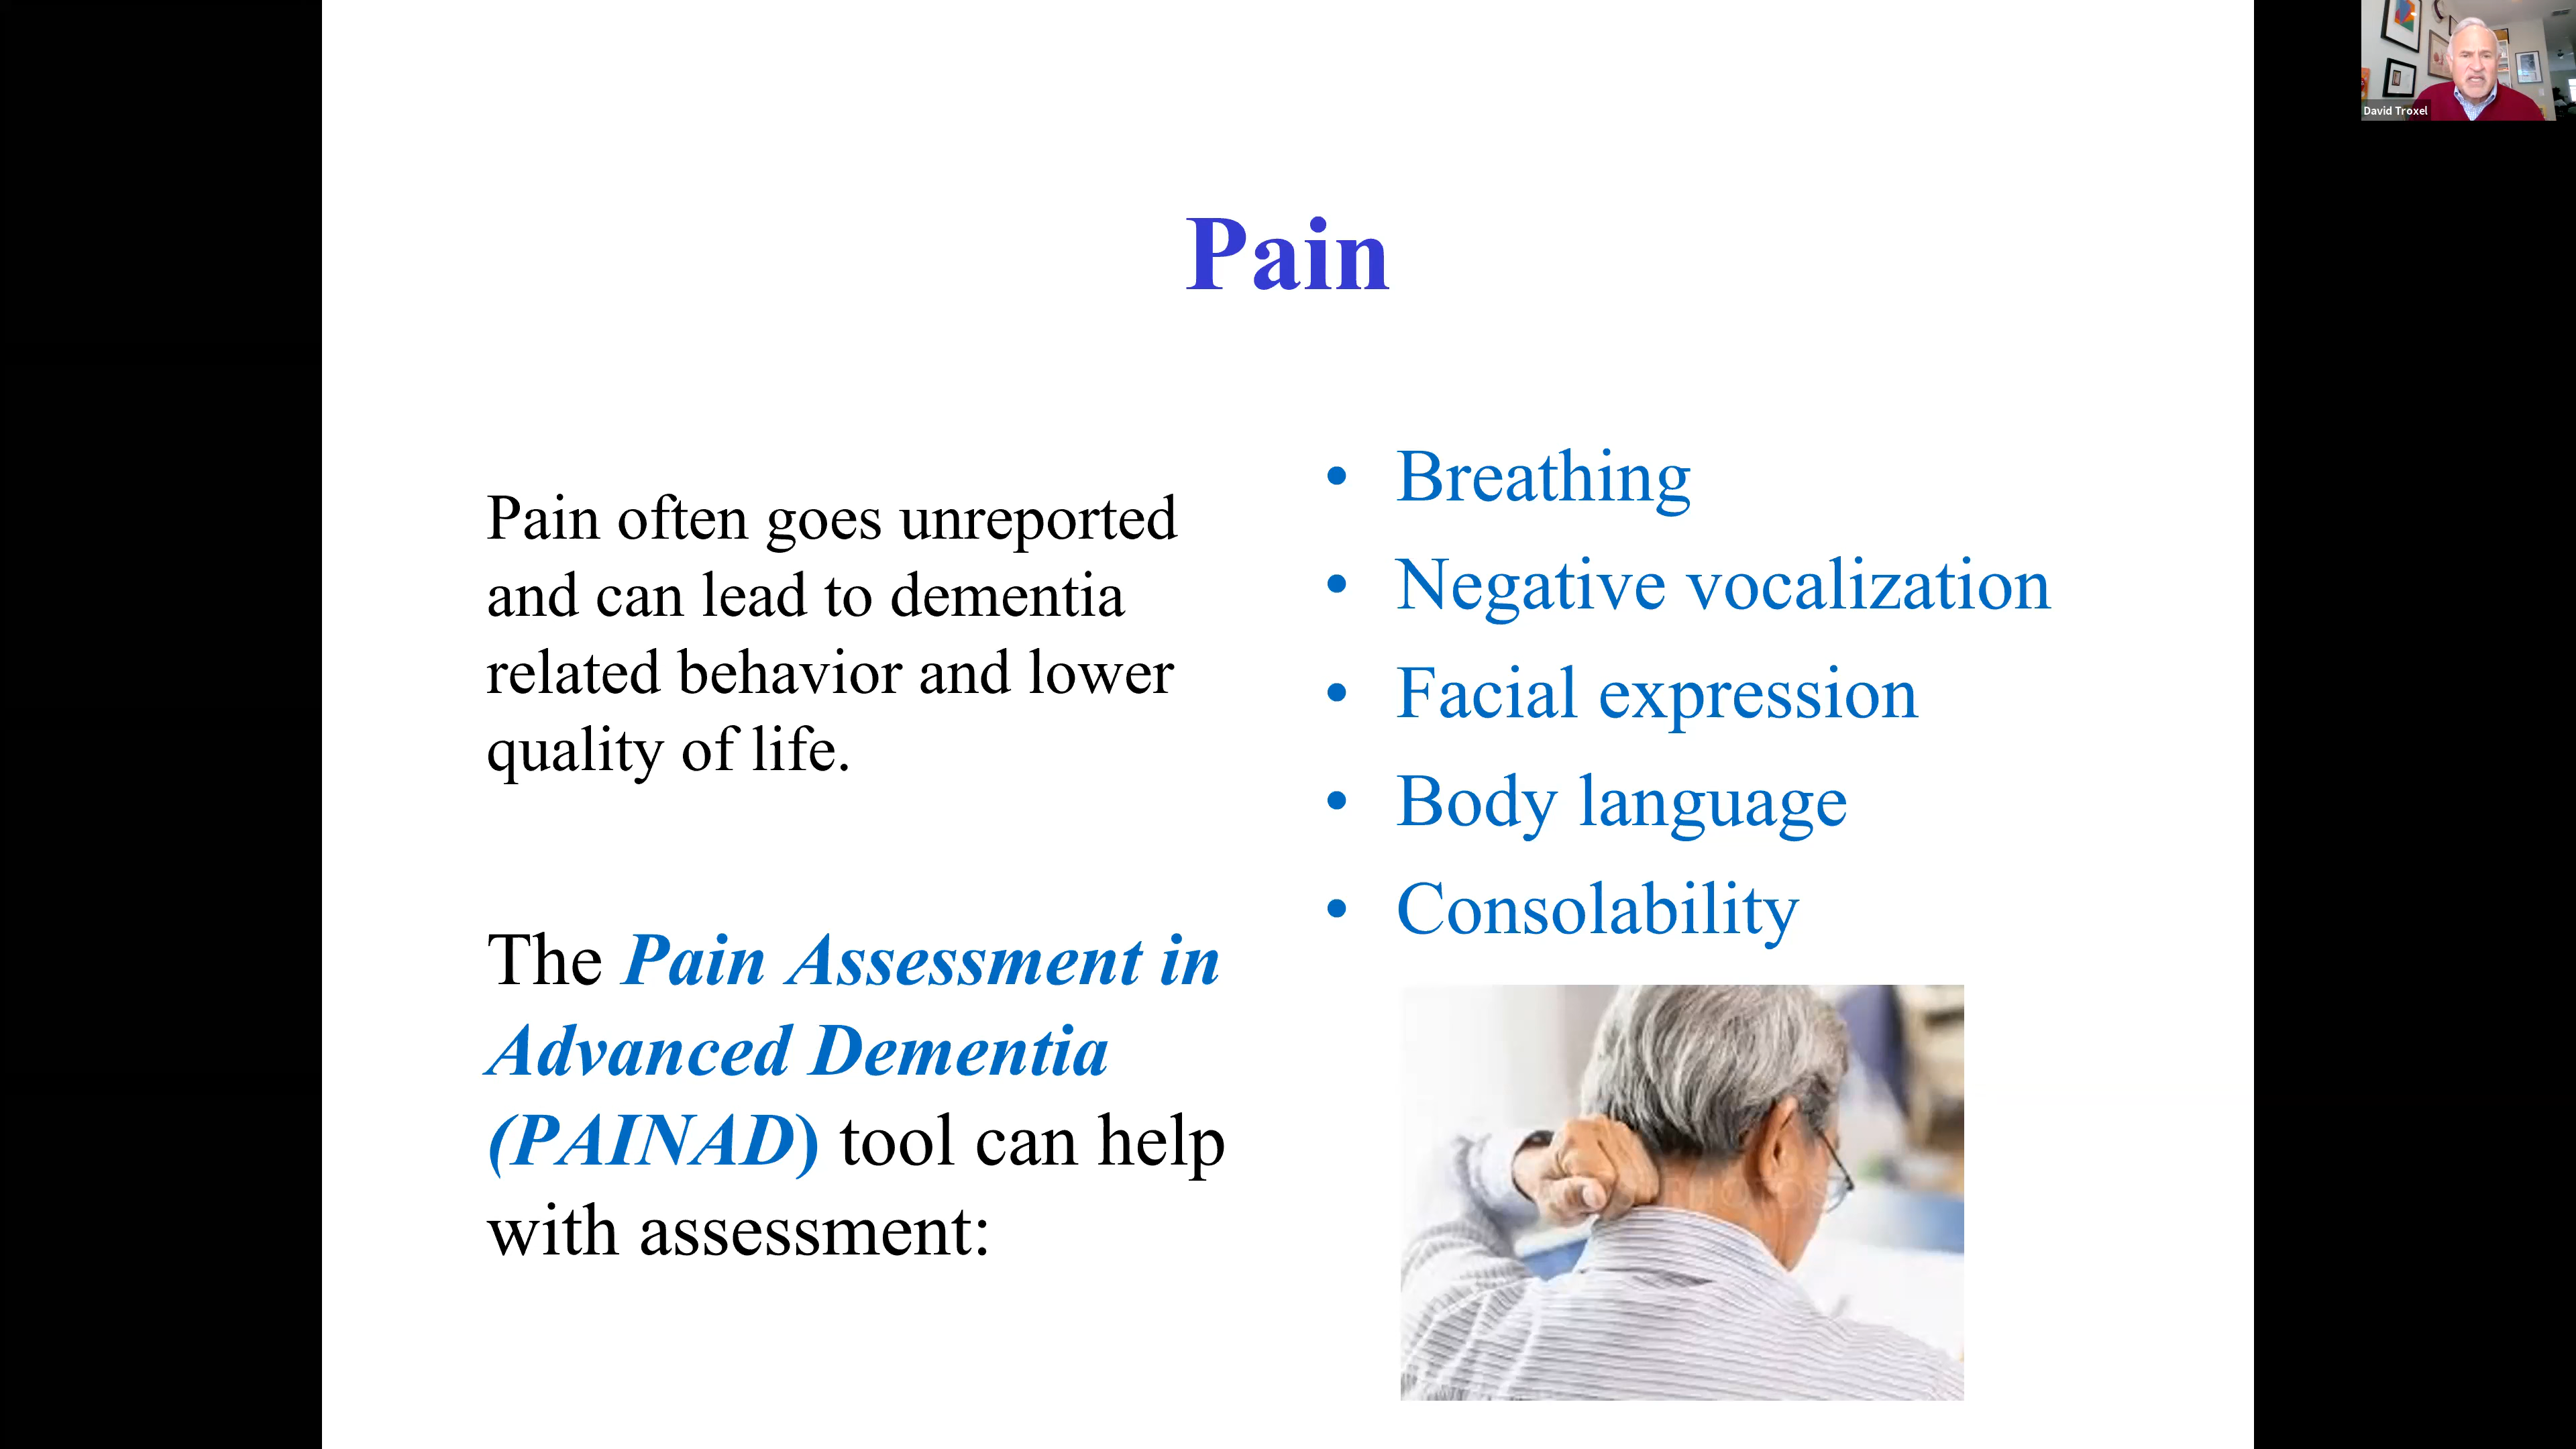 David Troxel
Pain
Pain often goes unreported
and can lead to dementia
related behavior and lower
quality of life.
The Pain Assessment in
Advanced Dementia
(PAINAD) tool can help
with assessment:
• Breathing
• Negative vocalization
• Facial expression
• Body language
• Consolability